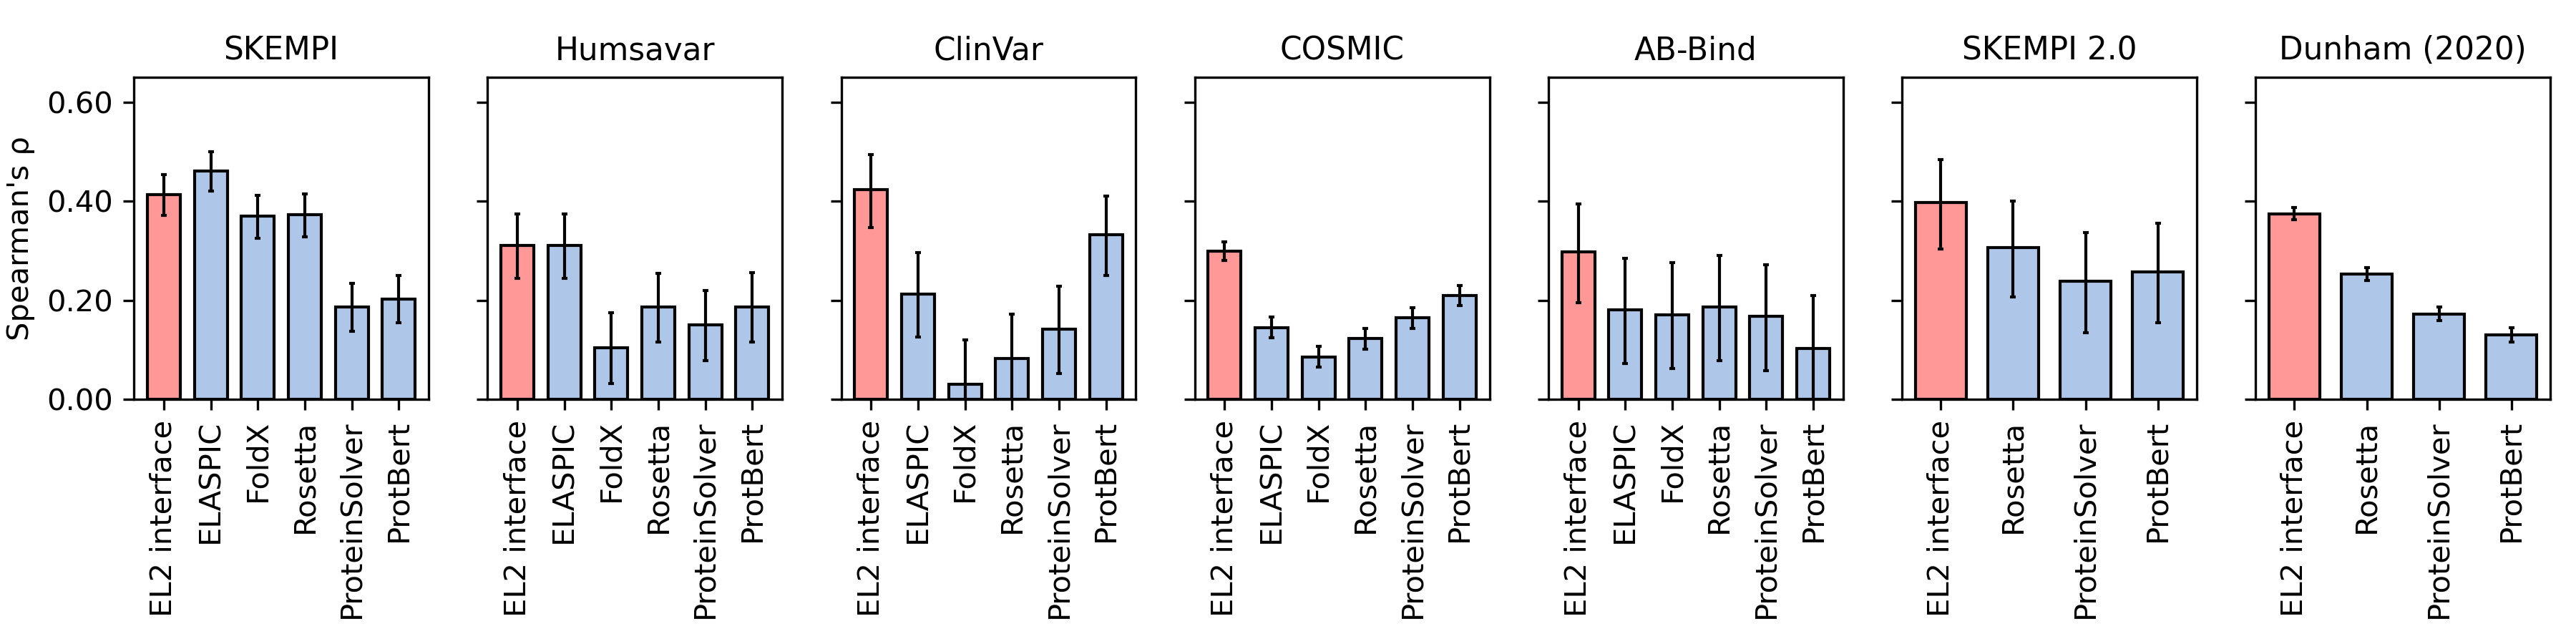 SKEMPI
Humsavar
ClinVar
COSMIC
AB-Bind
SKEMPI 2.0
Dunham (2020)
Spearman's ρ
0.60
0.40
0.20
0.00
EL2 interface
ELASPIC
FoldX
Rosetta
ProteinSolver
ProtBert
EL2 interface
ELASPIC
FoldX
Rosetta
ProteinSolver
ProtBert
EL2 interface
ELASPIC
FoldX
Rosetta
ProteinSolver
ProtBert
EL2 interface
ELASPIC
FoldX
Rosetta
ProteinSolver
ProtBert
EL2 interface
ELASPIC
FoldX
Rosetta
ProteinSolver
ProtBert
EL2 interface
Rosetta
ProteinSolver
ProtBert
EL2 interface
Rosetta
ProteinSolver
ProtBert